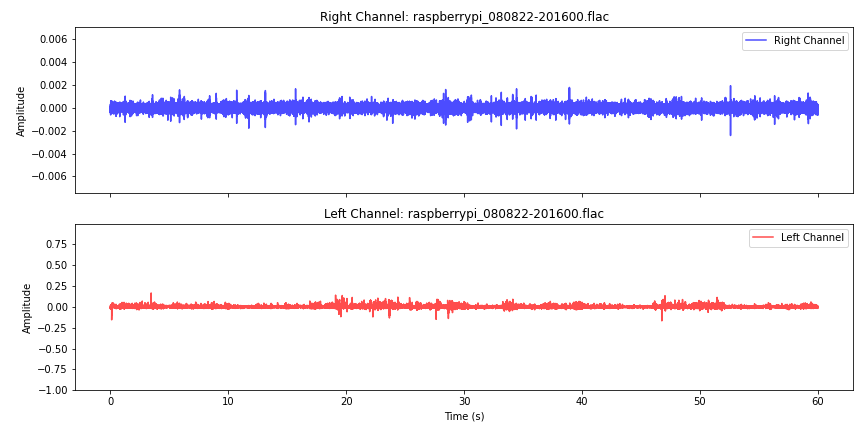 Right Channel: raspberrypi_080822-201600.flac
Right Channel
Amplitude
0.006
0.004
0.002
0.000
−0.002
−0.004
−0.006
Left Channel: raspberrypi_080822-201600.flac
Left Channel
Amplitude
0.75
0.50
0.25
0.00
−0.25
−0.50
−0.75
−1.00
0 10 20 30 40 50 60
Time (s)